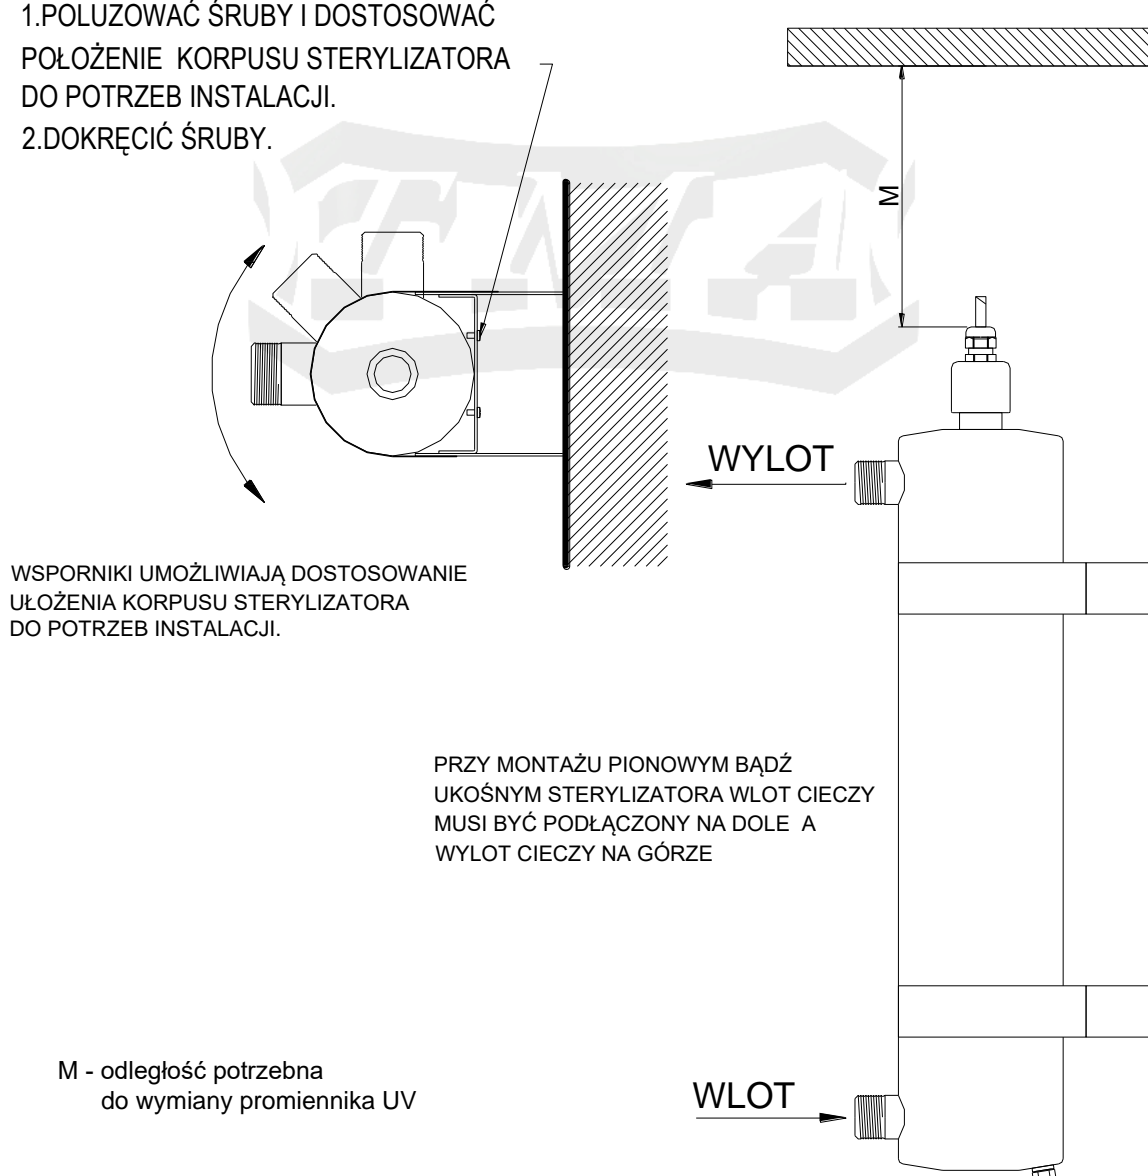 1.POLUZOWAĆ ŚRUBY I DOSTOSOWAĆ
POŁOŻENIE KORPUSU STERYLIZATORA
DO POTRZEB INSTALACJI.
2.DOKRĘCIĆ ŚRUBY.
TMA
M
WYLOT
WSPORNIKI UMOŻLIWIAJĄ DOSTOSOWANIE
UŁOŻENIA KORPUSU STERYLIZATORA
DO POTRZEB INSTALACJI.
PRZY MONTAŻU PIONOWYM BĄDŹ
UKOŚNYM STERYLIZATORA WLOT CIECZY
MUSI BYĆ PODŁĄCZONY NA DOLE A
WYLOT CIECZY NA GÓRZE
M - odległość potrzebna
do wymiany promiennika UV
WLOT